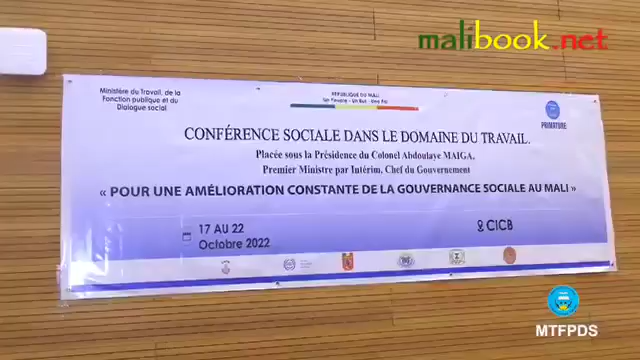 malibook.net
Ministère du Travail, de la
Fonction publique et du
Dialogue social
REPUBLIQUE DU MALI
Un Peuple - Un But - Une Foi
PRIMATURE
CONFÉRENCE SOCIALE DANS LE DOMAINE DU TRAVAIL.
Placée sous la Présidence du Colonel Abdoulaye MAIGA,
Premier Ministre par Intérim, Chef du Gouvernement
« POUR UNE AMÉLIORATION CONSTANTE DE LA GOUVERNANCE SOCIALE AU MALI »
17 AU 22
Octobre 2022
CICB
MTFPDS